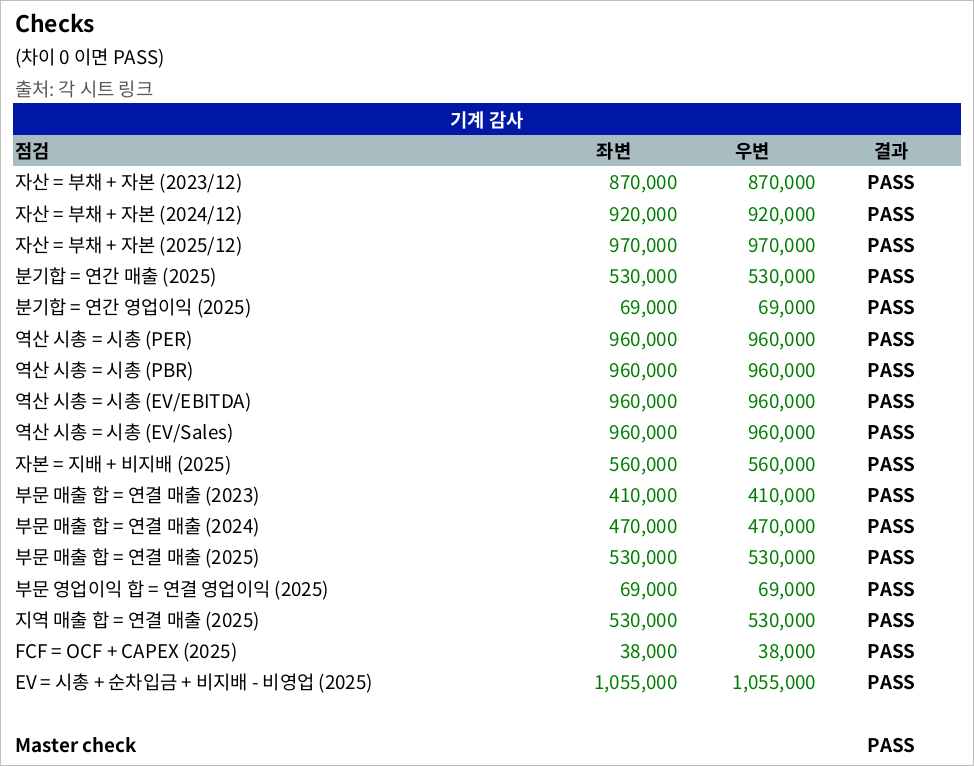 Checks
(차이 0 이면 PASS)
출처: 각 시트 링크
기계 감사
점검 좌변 우변 결과
자산 = 부채 + 자본 (2023/12) 870,000 870,000 PASS
자산 = 부채 + 자본 (2024/12) 920,000 920,000 PASS
자산 = 부채 + 자본 (2025/12) 970,000 970,000 PASS
분기합 = 연간 매출 (2025) 530,000 530,000 PASS
분기합 = 연간 영업이익 (2025) 69,000 69,000 PASS
역산 시총 = 시총 (PER) 960,000 960,000 PASS
역산 시총 = 시총 (PBR) 960,000 960,000 PASS
역산 시총 = 시총 (EV/EBITDA) 960,000 960,000 PASS
역산 시총 = 시총 (EV/Sales) 960,000 960,000 PASS
자본 = 지배 + 비지배 (2025) 560,000 560,000 PASS
부문 매출 합 = 연결 매출 (2023) 410,000 410,000 PASS
부문 매출 합 = 연결 매출 (2024) 470,000 470,000 PASS
부문 매출 합 = 연결 매출 (2025) 530,000 530,000 PASS
부문 영업이익 합 = 연결 영업이익 (2025) 69,000 69,000 PASS
지역 매출 합 = 연결 매출 (2025) 530,000 530,000 PASS
FCF = OCF + CAPEX (2025) 38,000 38,000 PASS
EV = 시총 + 순차입금 + 비지배 - 비영업 (2025) 1,055,000 1,055,000 PASS
Master check PASS